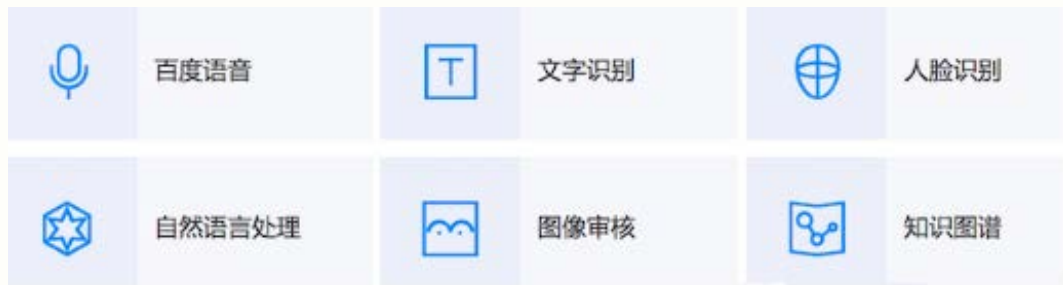 百度语音
文字识别
人脸识别
自然语言处理
图像审核
知识图谱